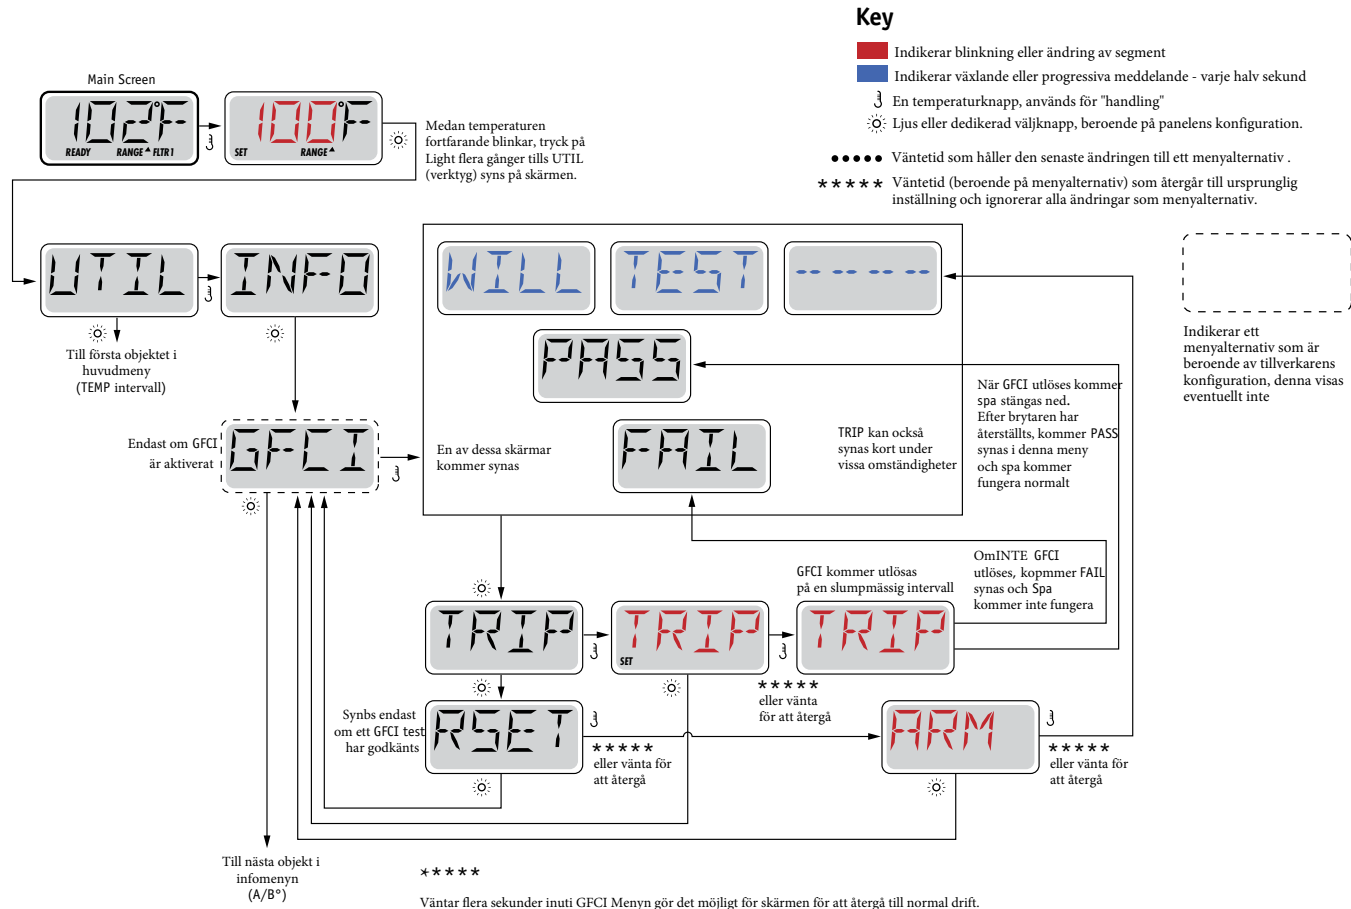 Key
Indikerar blinkning eller ändring av segment
Indikerar växlande eller progressiva meddelande - varje halv sekund
En temperaturknapp, används för "handling"
Ljus eller dedikerad väljknapp, beroende på panelens konfiguration.
Väntetid som håller den senaste ändringen till ett menyalternativ .
***** Väntetid (beroende på menyalternativ) som återgår till ursprunglig
inställning och ignorerar alla ändringar som menyalternativ.
Main Screen
102°F
READY RANGE FLTR1
100°F
SET RANGE
Medan temperaturen
fortfarande blinkar, tryck på
Light flera gånger tills UTIL
(verktyg) syns på skärmen.
UTIL
INFO
WILL
TEST
-----
Indikerar ett
menyalternativ som är
beroende av tillverkarens
konfiguration, denna visas
eventuellt inte
Till första objektet i
huvudmeny
(TEMP intervall)
PASS
När GFCI utlöses kommer
spa stängas ned.
Efter brytaren har
återställts, kommer PASS
synas i denna meny
och spa kommer
fungera normalt
Endast om GFCI
är aktiverat
GFCI
En av dessa skärmar
kommer synas
FAIL
TRIP kan också
synas kort under
vissa omständigheter
OmINTE GFCI
utlöses, kopmmer FAIL
synas och Spa
kommer inte fungera
GFCI kommer utlösas
på en slumpmässig intervall
TRIP
TRIP
SET
TRIP
*****
eller vänta
för att återgå
Synbs endast
om ett GFCI test
har godkänts
RSET
*****
eller vänta för
att återgå
ARM
*****
eller vänta för
att återgå
Till nästa objekt i
infomenyn
(A/B°)
*****
Väntar flera sekunder inuti GFCI Menyn gör det möjligt för skärmen för att återgå till normal drift.